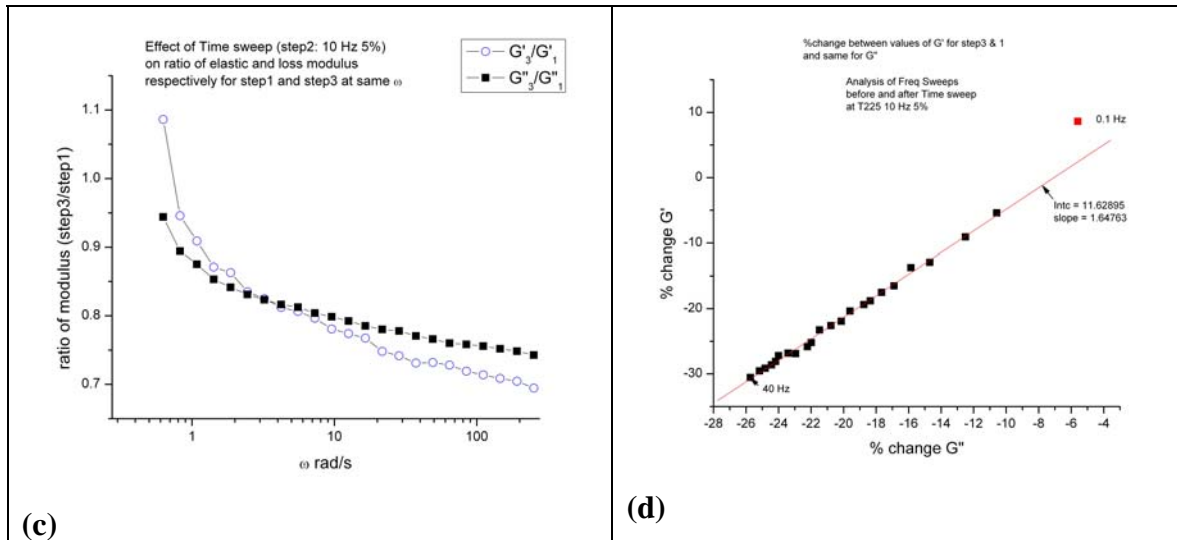 Effect of Time sweep (step2: 10 Hz 5%)
on ratio of elastic and loss modulus
respectively for step1 and step3 at same ω
G'₃/G'₁
G"₃/G"₁
1.1
1.0
0.9
0.8
0.7
ratio of modulus (step3/step1)
1
10
100
ω rad/s
(c)
%change between values of G' for step3 & 1
and same for G"
Analysis of Freq Sweeps
before and after Time sweep
at T225 10 Hz 5%
0.1 Hz
Intc = 11.62895
slope = 1.64763
40 Hz
10
0
-10
-20
-30
% change G'
-28
-26
-24
-22
-20
-18
-16
-14
-12
-10
-8
-6
-4
% change G"
(d)